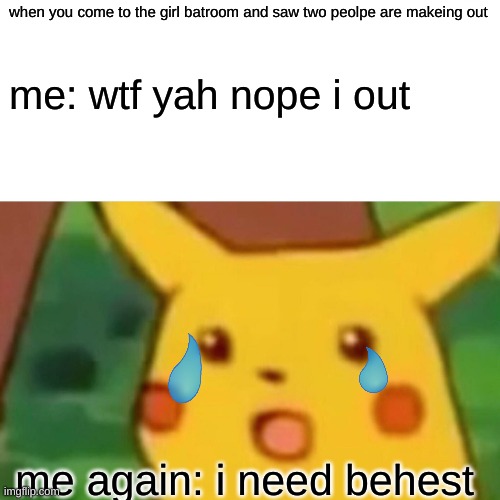 when you come to the girl batroom and saw two peolpe are makeing out
me: wtf yah nope i out
me again: i need behest
imgflip.com